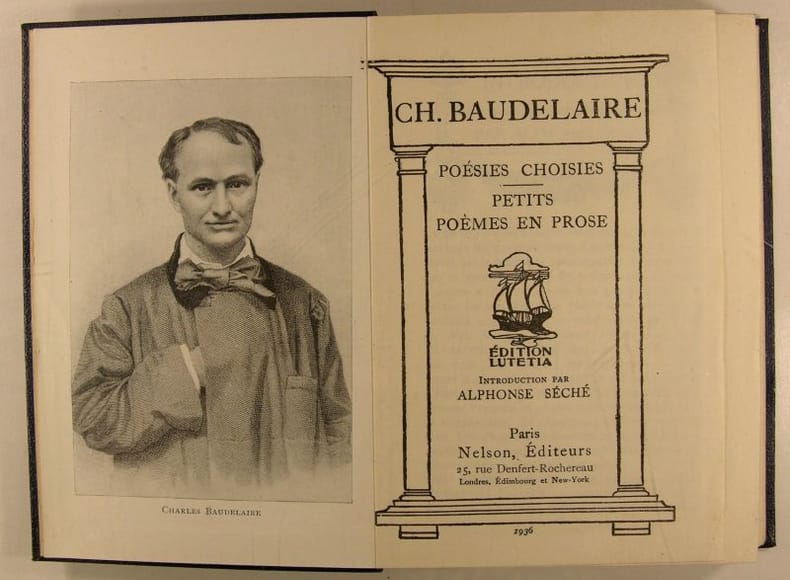 CHARLES BAUDELAIRE
CH. BAUDELAIRE
POÉSIES CHOISIES
PETITS
POÈMES EN PROSE
ÉDITION
LUTETIA
INTRODUCTION PAR
ALPHONSE SÉCHÉ
Paris
Nelson, Éditeurs
25, rue Denfert-Rochereau
Londres, Édimbourg et New-York
1936